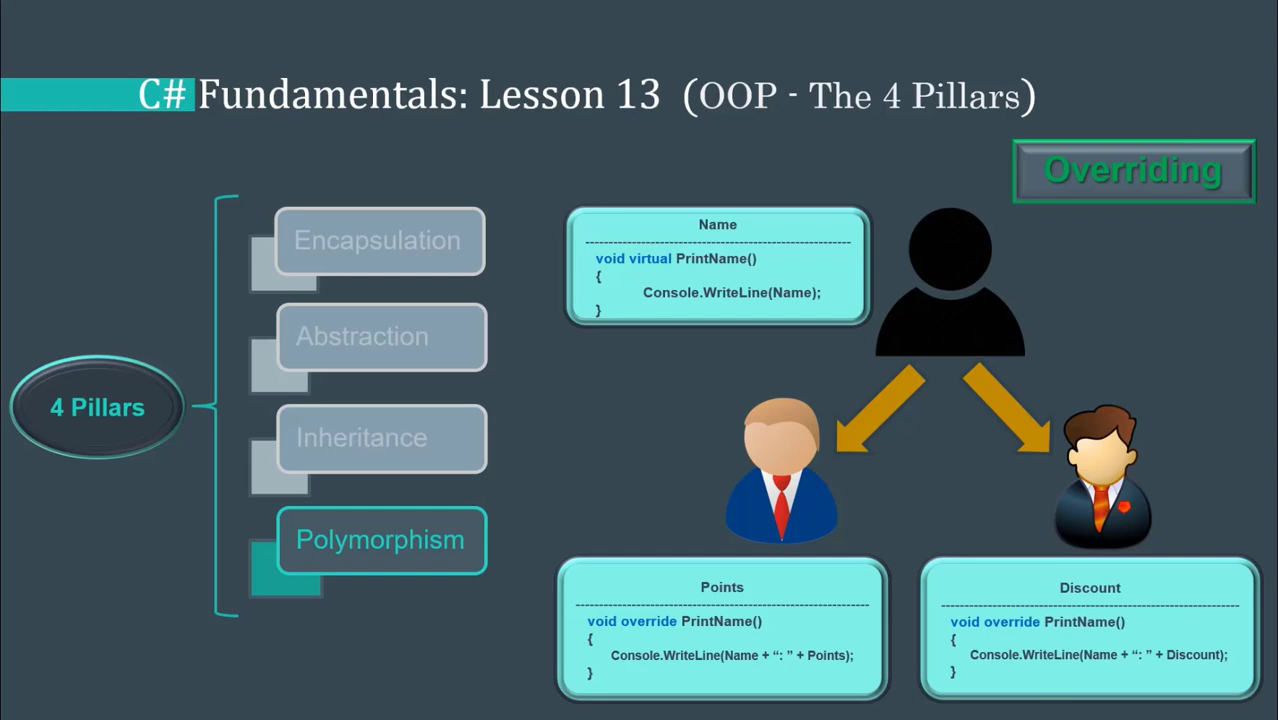 C# Fundamentals: Lesson 13 (OOP - The 4 Pillars)
Overriding
4 Pillars
Encapsulation
Abstraction
Inheritance
Polymorphism
Name
--------------------------------------------------------
void virtual PrintName()
{
Console.WriteLine(Name);
}
Points
--------------------------------------------------------------
void override PrintName()
{
Console.WriteLine(Name + “: ” + Points);
}
Discount
--------------------------------------------------------------
void override PrintName()
{
Console.WriteLine(Name + “: ” + Discount);
}